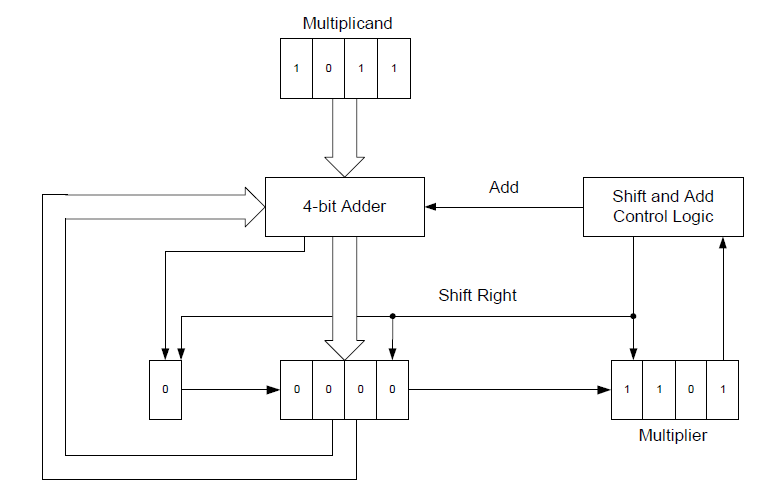 Multiplicand
1 0 1 1
4-bit Adder
Add
Shift and Add
Control Logic
Shift Right
0
0 0 0 0
1 1 0 1
Multiplier